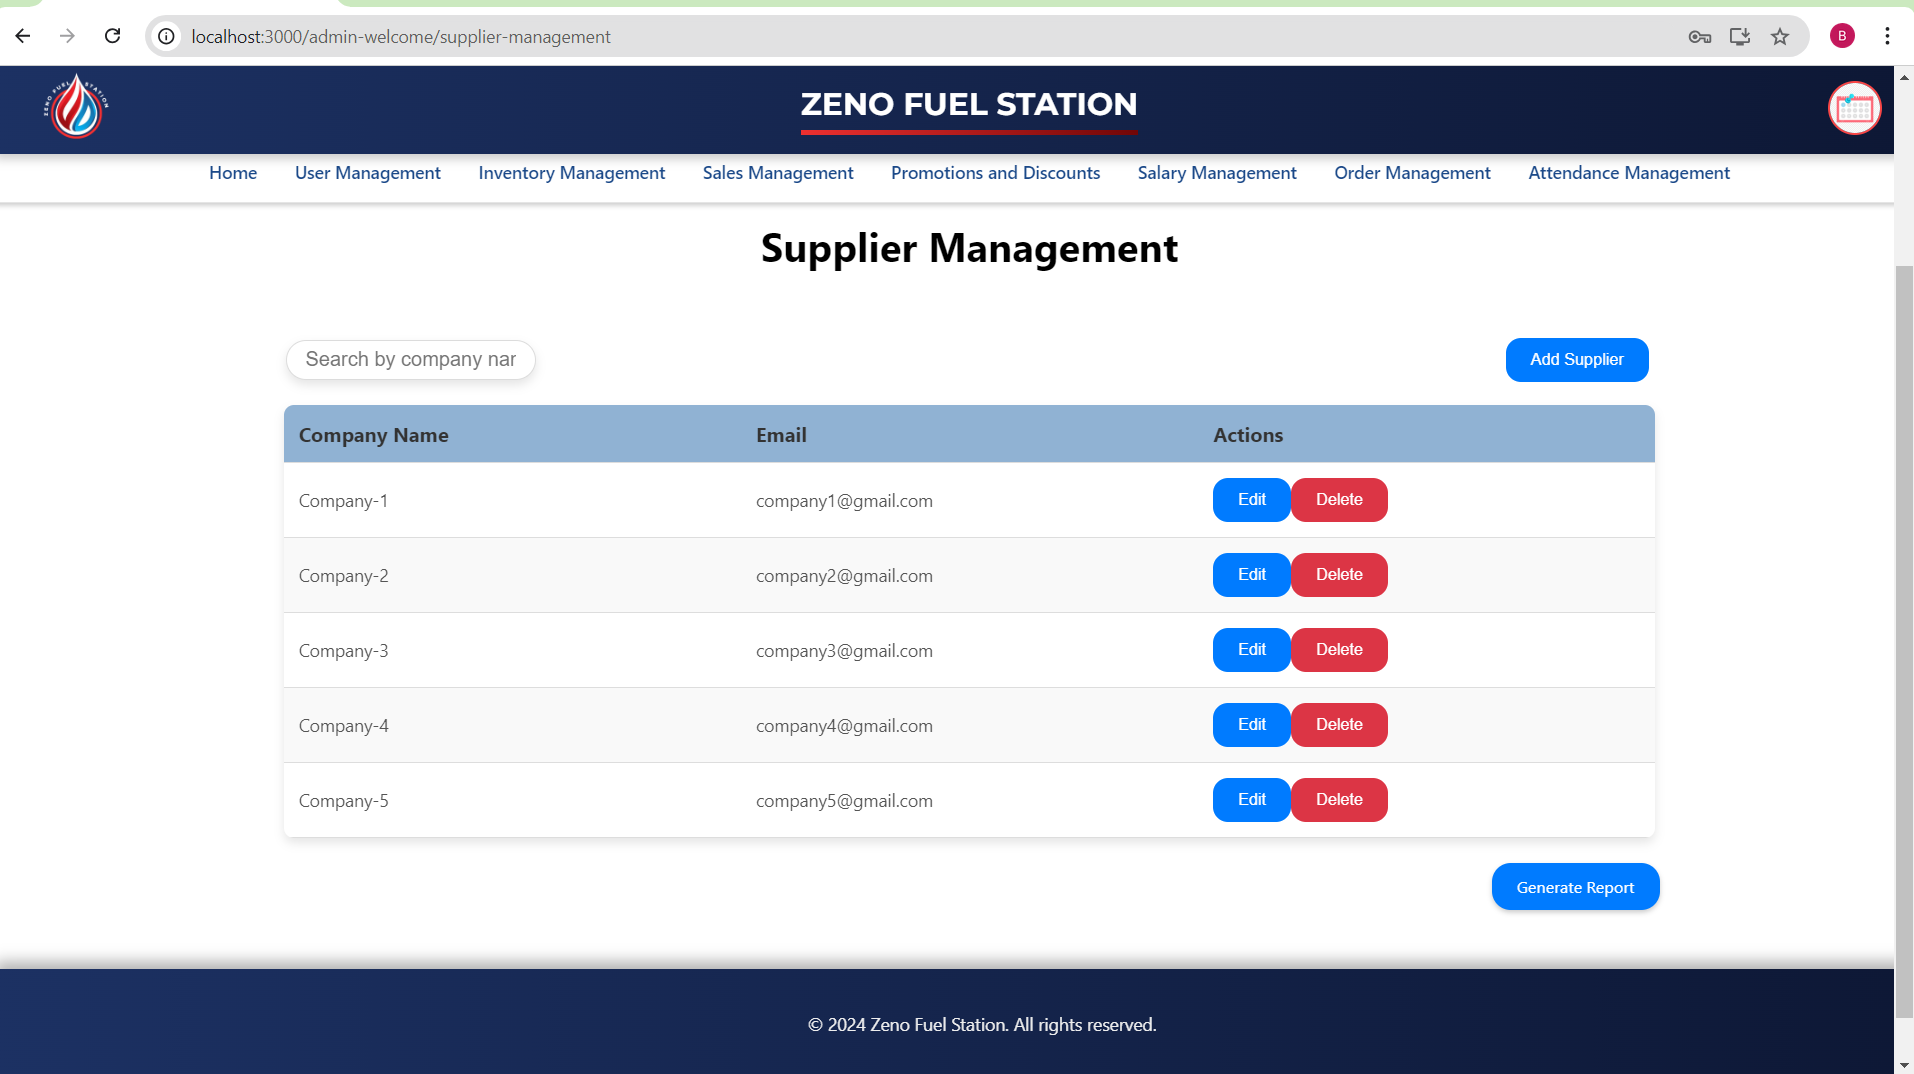 localhost:3000/admin-welcome/supplier-management
B
ZENO FUEL STATION
ZENO FUEL STATION
Home User Management Inventory Management Sales Management Promotions and Discounts Salary Management Order Management Attendance Management
Supplier Management
Search by company nar
Add Supplier
Company Name Email Actions
Company-1 company1@gmail.com Edit Delete
Company-2 company2@gmail.com Edit Delete
Company-3 company3@gmail.com Edit Delete
Company-4 company4@gmail.com Edit Delete
Company-5 company5@gmail.com Edit Delete
Generate Report
© 2024 Zeno Fuel Station. All rights reserved.